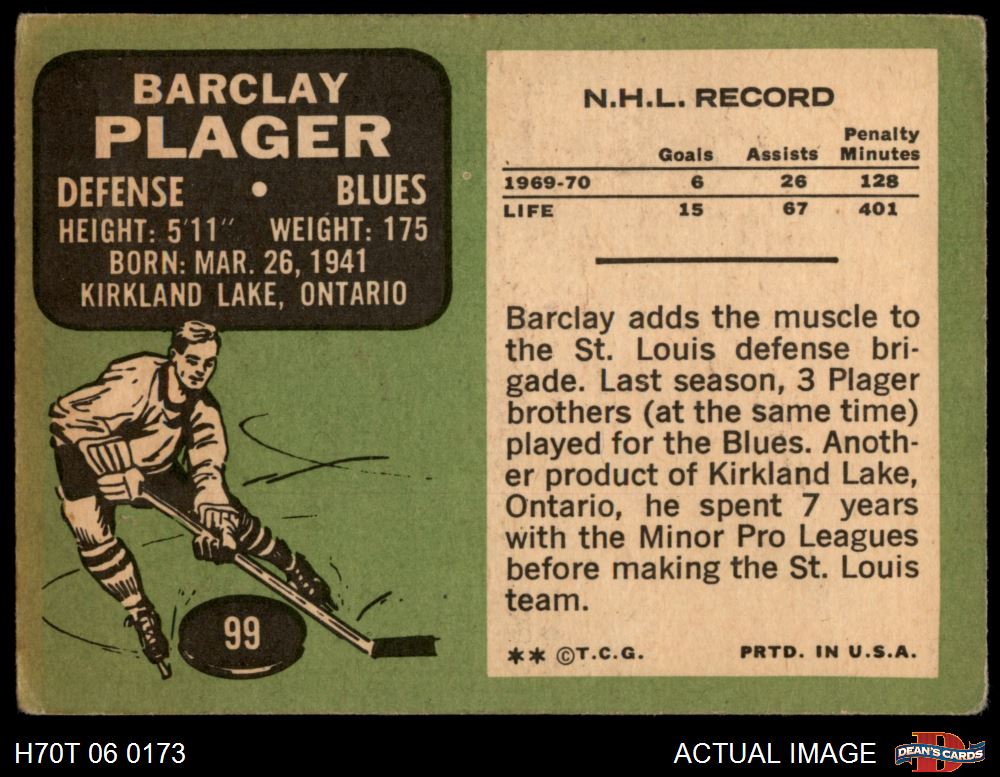 BARCLAY
PLAGER
DEFENSE • BLUES
HEIGHT: 5'11" WEIGHT: 175
BORN: MAR. 26, 1941
KIRKLAND LAKE, ONTARIO
99
N.H.L. RECORD
Goals Assists Penalty Minutes
1969-70 6 26 128
LIFE 15 67 401
Barclay adds the muscle to
the St. Louis defense bri-
gade. Last season, 3 Plager
brothers (at the same time)
played for the Blues. Anoth-
er product of Kirkland Lake,
Ontario, he spent 7 years
with the Minor Pro Leagues
before making the St. Louis
team.
** ©T.C.G. PRTD. IN U.S.A.
H70T 06 0173 ACTUAL IMAGE
D
DEAN'S CARDS